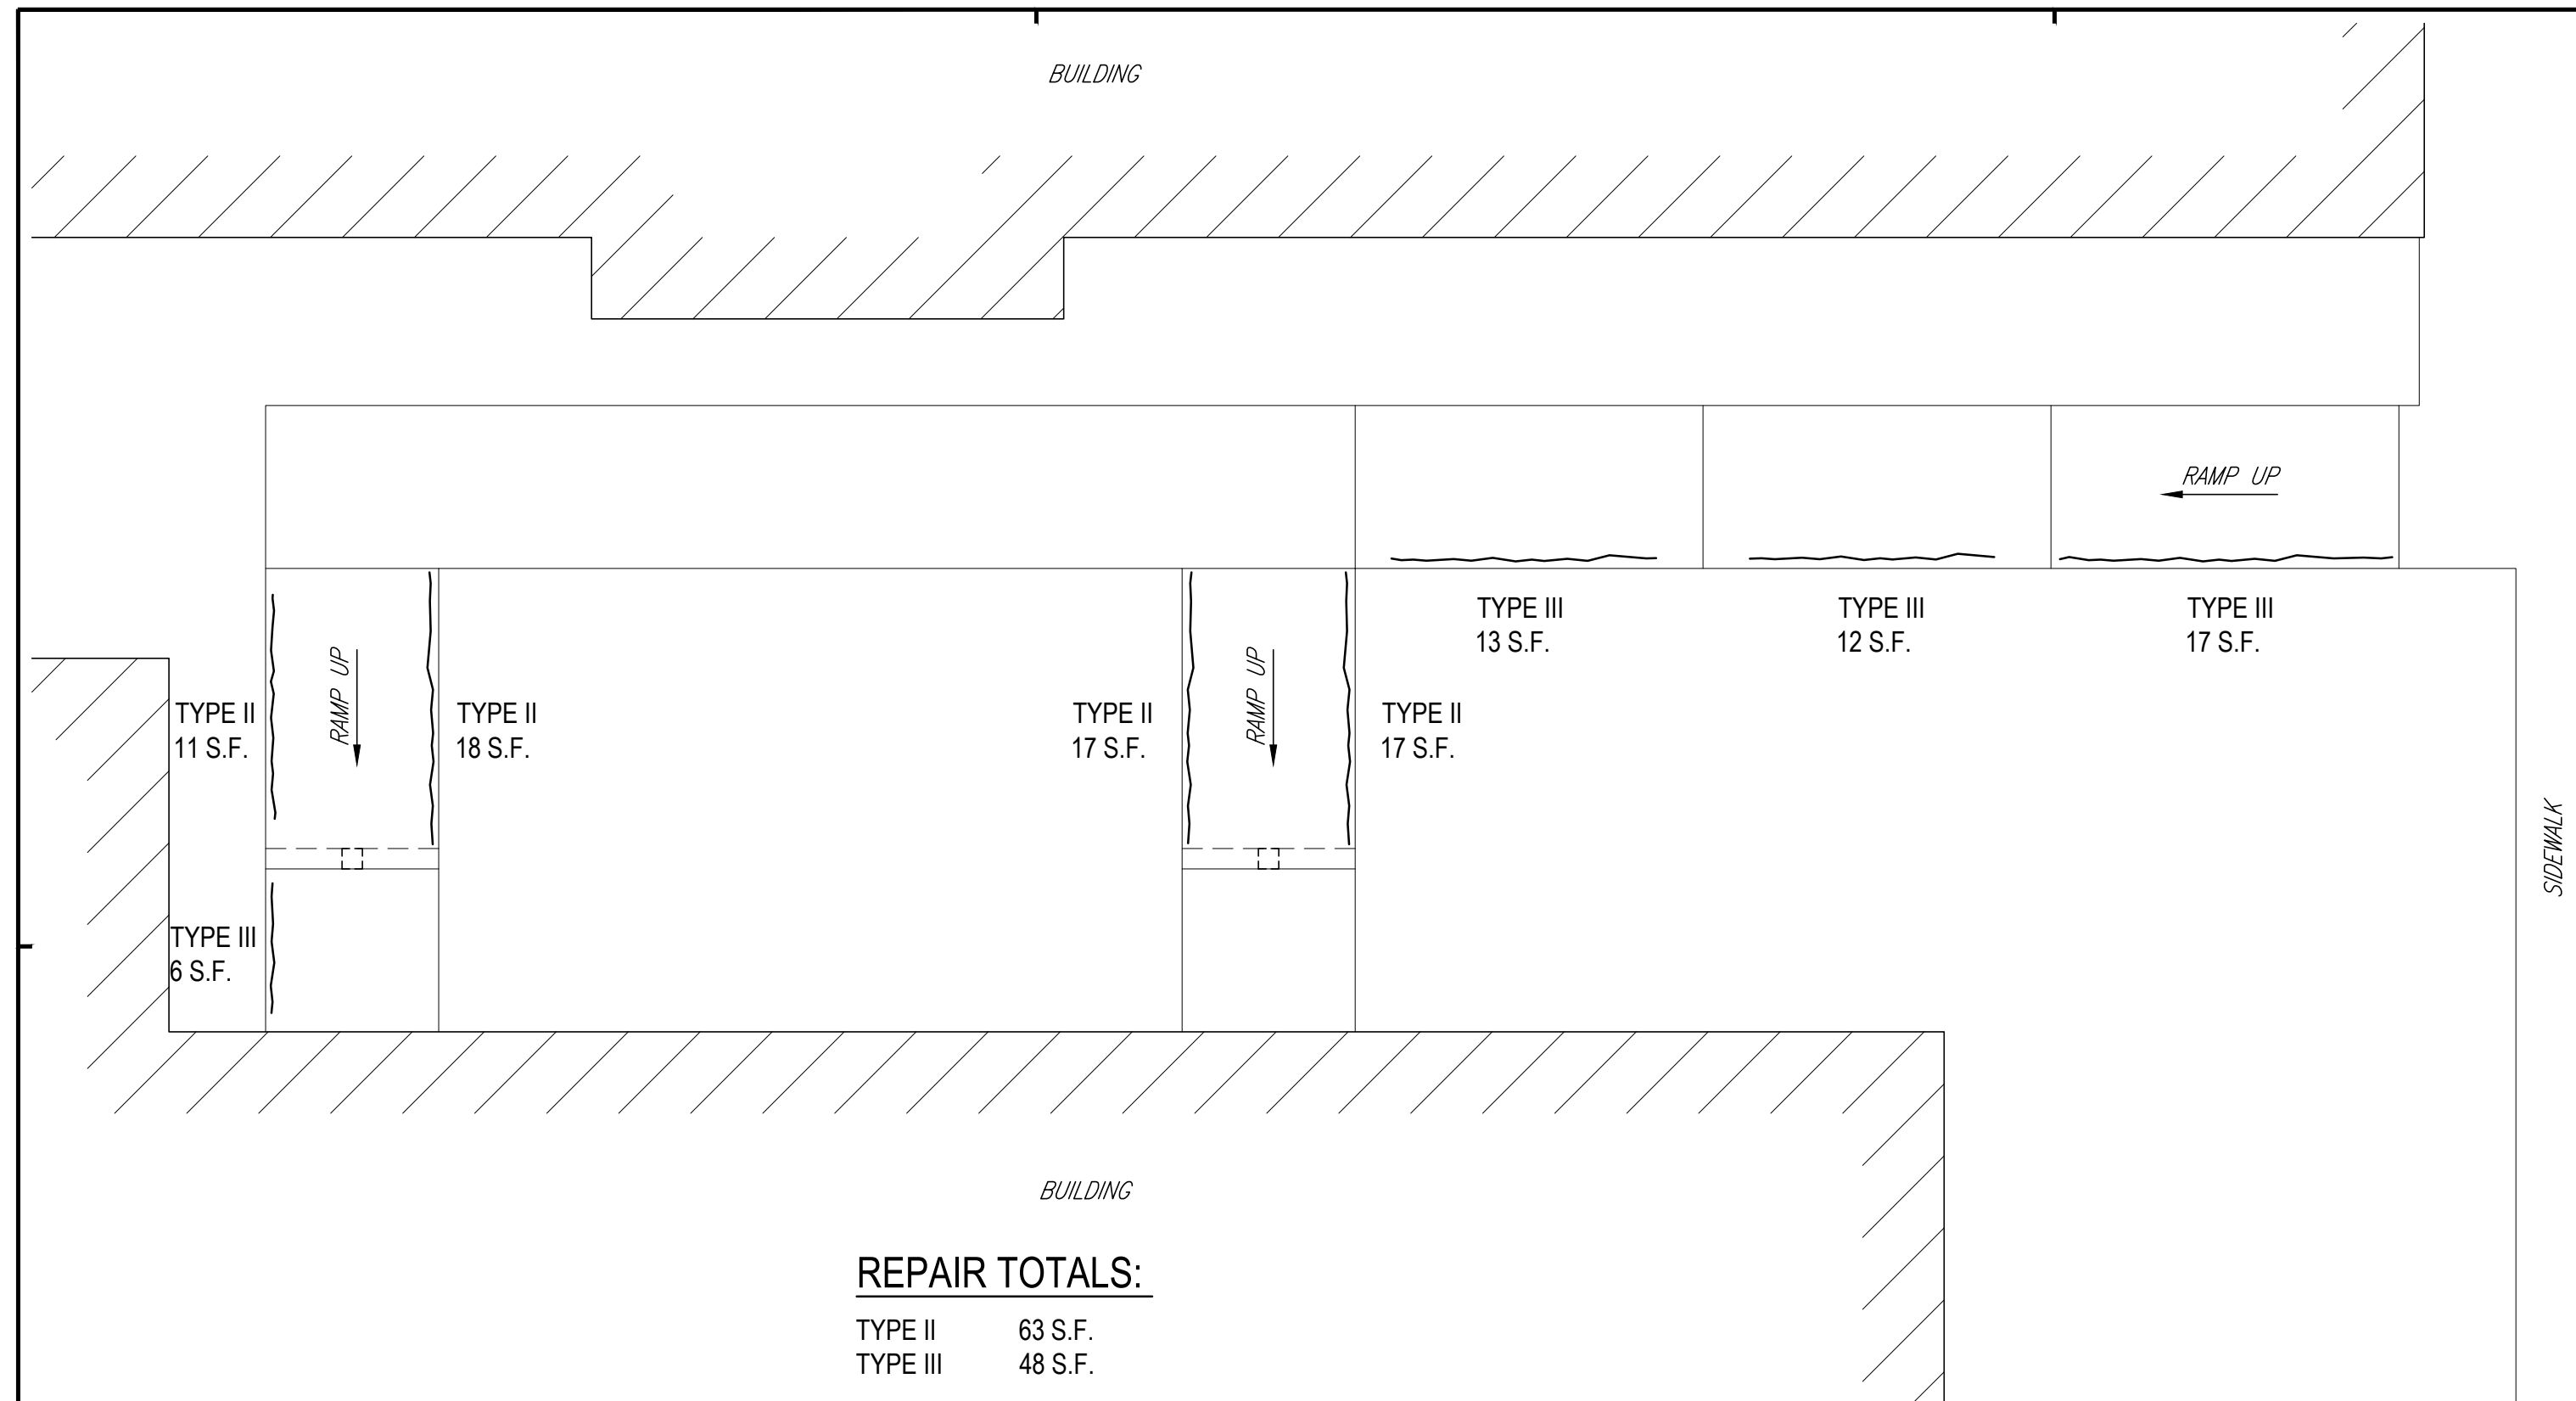 BUILDING
RAMP UP
TYPE III
13 S.F.
TYPE III
12 S.F.
TYPE III
17 S.F.
RAMP UP
RAMP UP
TYPE II
11 S.F.
TYPE II
18 S.F.
TYPE II
17 S.F.
TYPE II
17 S.F.
SIDEWALK
TYPE III
6 S.F.
BUILDING
REPAIR TOTALS:
TYPE II 63 S.F.
TYPE III 48 S.F.